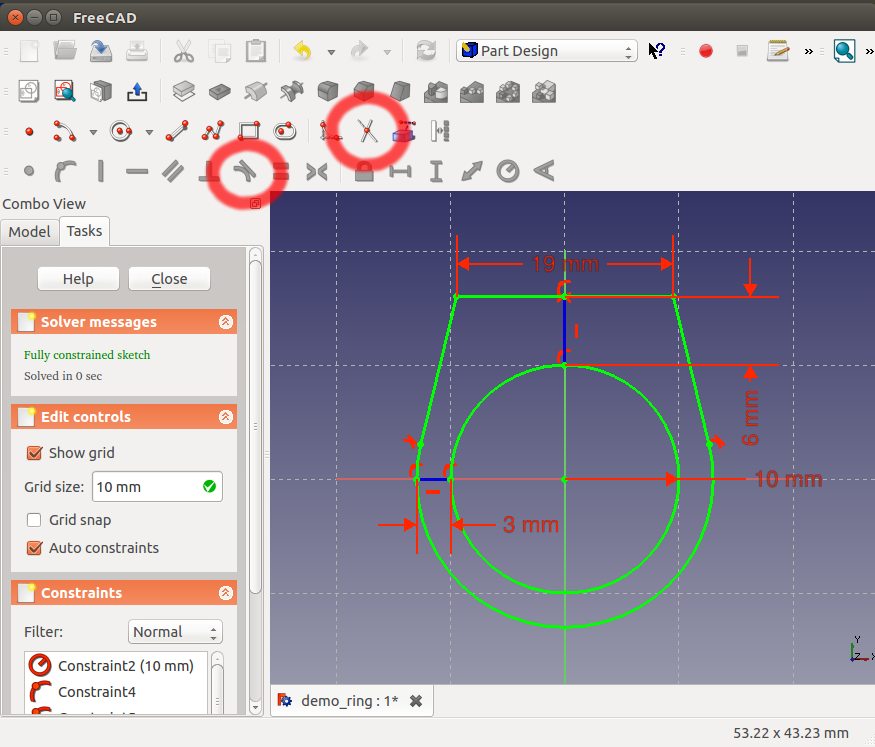 FreeCAD
Part Design
Combo View
Model
Tasks
Help
Close
Solver messages
Fully constrained sketch
Solved in 0 sec
Edit controls
Show grid
Grid size:
10 mm
Grid snap
Auto constraints
Constraints
Filter:
Normal
Constraint2 (10 mm)
Constraint4
19 mm
6 mm
10 mm
3 mm
Y
Z
X
demo_ring : 1*
53.22 x 43.23 mm